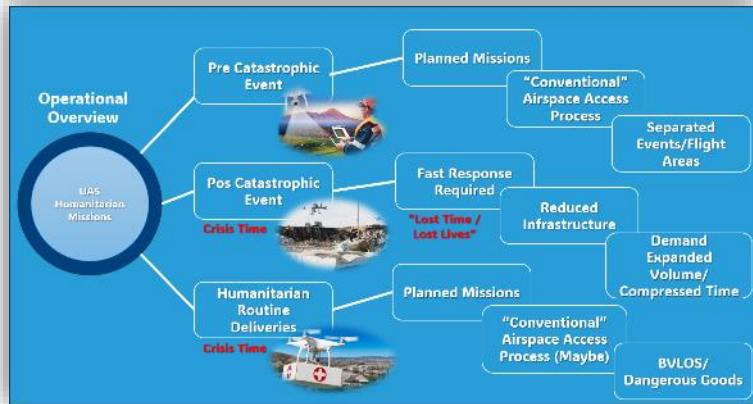 Operational
Overview
UAS
Humanitarian
Missions
Pre Catastrophic
Event
Planned Missions
"Conventional"
Airspace Access
Process
Separated
Events/Flight
Areas
Pos Catastrophic
Event
Crisis Time
Fast Response
Required
"Lost Time /
Lost Lives"
Reduced
Infrastructure
Demand
Expanded
Volume/
Compressed Time
Humanitarian
Routine
Deliveries
Crisis Time
Planned Missions
"Conventional"
Airspace Access
Process (Maybe)
BVLOS/
Dangerous Goods